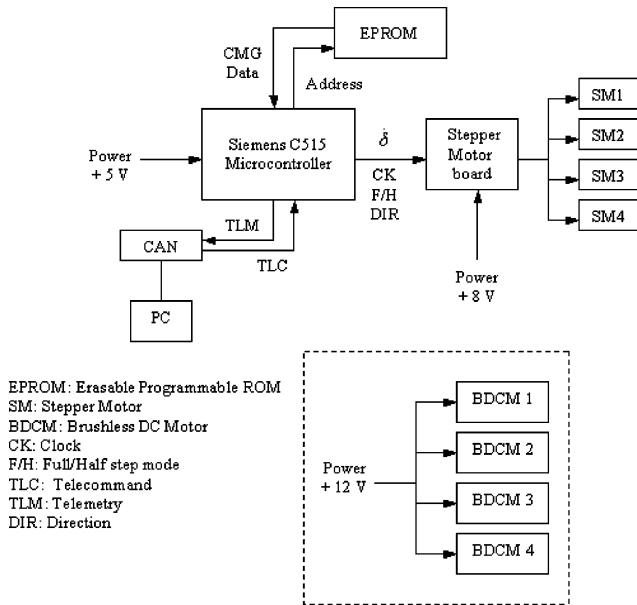 EPROM
CMG
Data
Address
Siemens C515
Microcontroller
Power
+ 5 V
δ̇
CK
F/H
DIR
Stepper
Motor
board
SM1
SM2
SM3
SM4
TLM
TLC
CAN
PC
Power
+ 8 V
EPROM: Erasable Programmable ROM
SM: Stepper Motor
BDCM: Brushless DC Motor
CK: Clock
F/H: Full/Half step mode
TLC: Telecommand
TLM: Telemetry
DIR: Direction
Power
+ 12 V
BDCM 1
BDCM 2
BDCM 3
BDCM 4